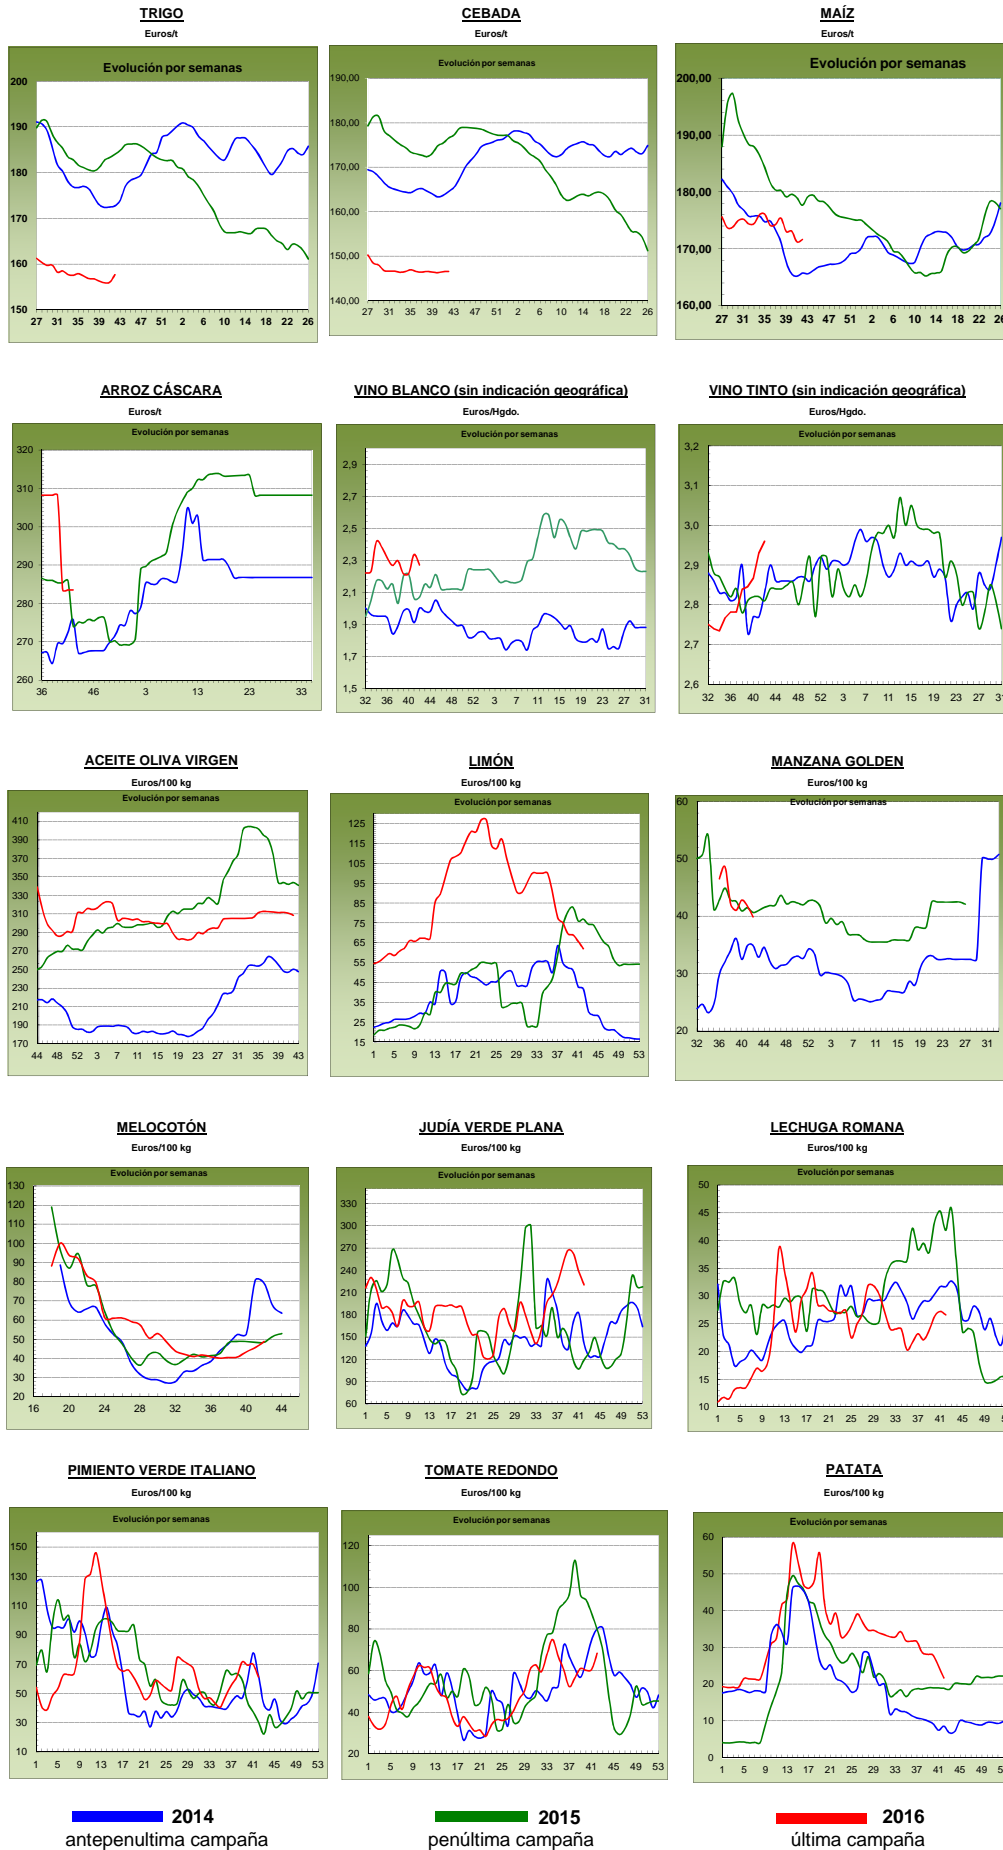 TRIGO
Euros/t
Evolución por semanas
200
190
180
170
160
150
27 31 35 39 43 47 51 2 6 10 14 18 22 26
CEBADA
Euros/t
Evolución por semanas
190,00
180,00
170,00
160,00
150,00
140,00
27 31 35 39 43 47 51 2 6 10 14 18 22 26
MAÍZ
Euros/t
Evolución por semanas
200,00
190,00
180,00
170,00
160,00
27 31 35 39 43 47 51 2 6 10 14 18 22 26
ARROZ CÁSCARA
Euros/t
Evolución por semanas
320
310
300
290
280
270
260
36 46 3 13 23 33
VINO BLANCO (sin indicación geográfica)
Euros/Hgdo.
Evolución por semanas
2,9
2,7
2,5
2,3
2,1
1,9
1,7
1,5
32 36 40 44 48 52 3 7 11 15 19 23 27 31
VINO TINTO (sin indicación geográfica)
Euros/Hgdo.
Evolución por semanas
3,2
3,1
3,0
2,9
2,8
2,7
2,6
32 36 40 44 48 52 3 7 11 15 19 23 27 31
ACEITE OLIVA VIRGEN
Euros/100 kg
Evolución por semanas
410
390
370
350
330
310
290
270
250
230
210
190
170
44 48 52 3 7 11 15 19 23 27 31 35 39 43
LIMÓN
Euros/100 kg
Evolución por semanas
125
115
105
95
85
75
65
55
45
35
25
15
1 5 9 13 17 21 25 29 33 37 41 45 49 53
MANZANA GOLDEN
Euros/100 kg
Evolución por semanas
60
50
40
30
20
32 36 40 44 48 52 3 7 11 15 19 23 27 31
MELOCOTÓN
Euros/100 kg
Evolución por semanas
130
120
110
100
90
80
70
60
50
40
30
20
16 20 24 28 32 36 40 44
JUDÍA VERDE PLANA
Euros/100 kg
Evolución por semanas
330
300
270
240
210
180
150
120
90
60
1 5 9 13 17 21 25 29 33 37 41 45 49 53
LECHUGA ROMANA
Euros/100 kg
Evolución por semanas
50
45
40
35
30
25
20
15
10
1 5 9 13 17 21 25 29 33 37 41 45 49
PIMIENTO VERDE ITALIANO
Euros/100 kg
Evolución por semanas
150
130
110
90
70
50
30
10
1 5 9 13 17 21 25 29 33 37 41 45 49 53
TOMATE REDONDO
Euros/100 kg
Evolución por semanas
120
100
80
60
40
20
1 5 9 13 17 21 25 29 33 37 41 45 49 53
PATATA
Euros/100 kg
Evolución por semanas
60
50
40
30
20
10
0
1 5 9 13 17 21 25 29 33 37 41 45 49
2014
antepenultima campaña
2015
penúltima campaña
2016
última campaña